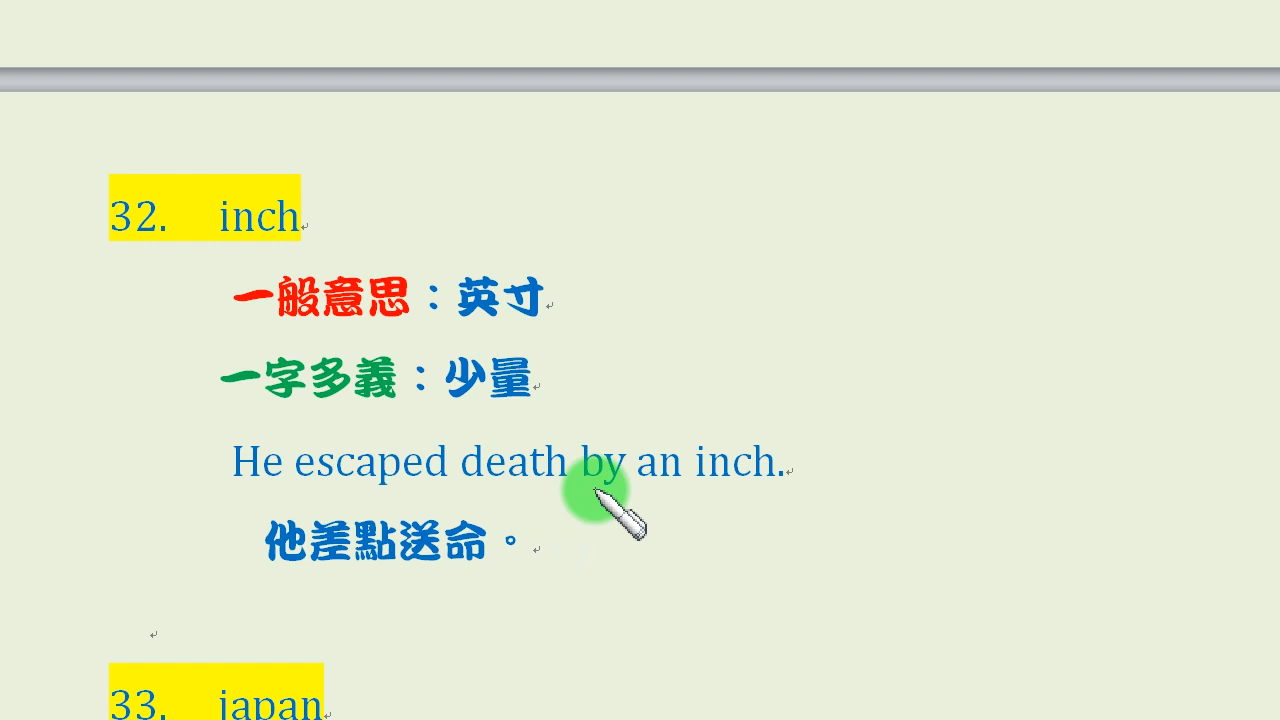 32. inch
一般意思：英寸
一字多義：少量
He escaped death by an inch.
他差點送命。
33. japan